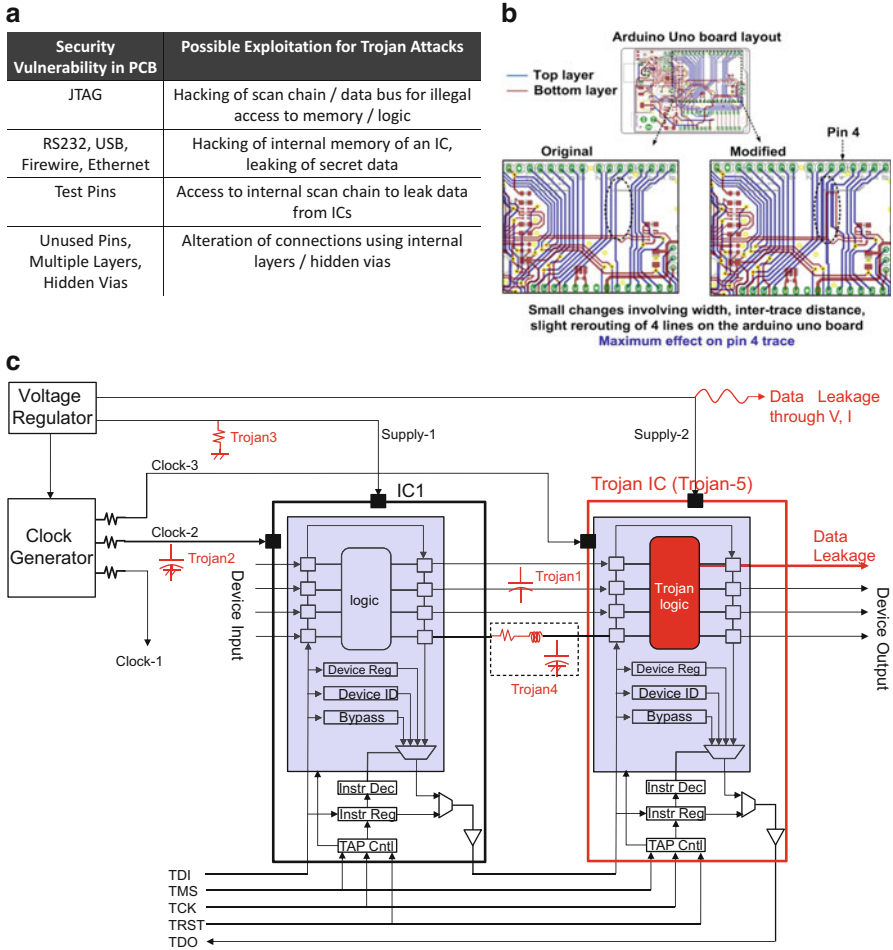 a
Security Vulnerability in PCB
Possible Exploitation for Trojan Attacks
JTAG
Hacking of scan chain / data bus for illegal
access to memory / logic
RS232, USB,
Firewire, Ethernet
Hacking of internal memory of an IC,
leaking of secret data
Test Pins
Access to internal scan chain to leak data
from ICs
Unused Pins,
Multiple Layers,
Hidden Vias
Alteration of connections using internal
layers / hidden vias
b
Arduino Uno board layout
Top layer
Bottom layer
Pin 4
Original
Modified
Small changes involving width, inter-trace distance,
slight rerouting of 4 lines on the arduino uno board
Maximum effect on pin 4 trace
c
Voltage
Regulator
Trojan3
Supply-1
Supply-2
Data Leakage
through V, I
Clock-3
Clock
Generator
Clock-2
Trojan2
Clock-1
IC1
Trojan IC (Trojan-5)
Device Input
logic
Trojan1
Trojan
logic
Data
Leakage
Device Output
Trojan4
Device Reg
Device ID
Bypass
Device Reg
Device ID
Bypass
Instr Dec
Instr Reg
TAP Cntl
Instr Dec
Instr Reg
TAP Cntl
TDI
TMS
TCK
TRST
TDO